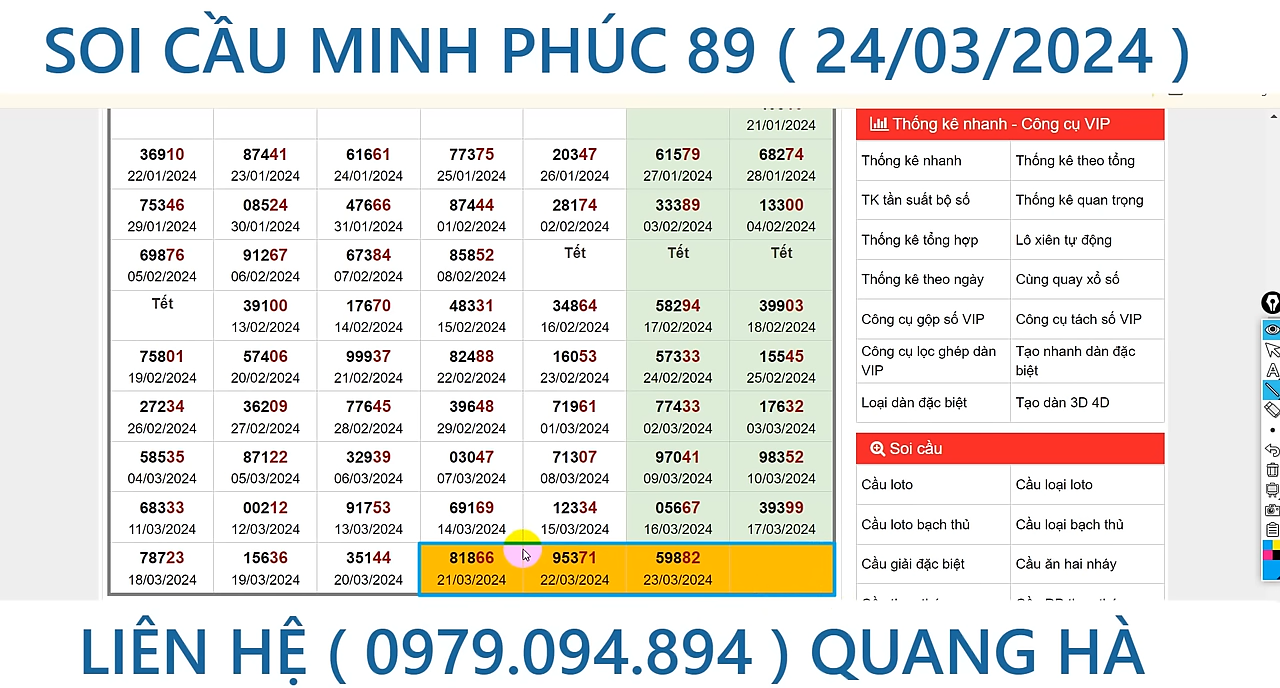 SOI CẦU MINH PHÚC 89 ( 24/03/2024 )
21/01/2024
36910 87441 61661 77375 20347 61579 68274
22/01/2024 23/01/2024 24/01/2024 25/01/2024 26/01/2024 27/01/2024 28/01/2024
75346 08524 47666 87444 28174 33389 13300
29/01/2024 30/01/2024 31/01/2024 01/02/2024 02/02/2024 03/02/2024 04/02/2024
69876 91267 67384 85852 Tết Tết Tết
05/02/2024 06/02/2024 07/02/2024 08/02/2024
Tết 39100 17670 48331 34864 58294 39903
13/02/2024 14/02/2024 15/02/2024 16/02/2024 17/02/2024 18/02/2024
75801 57406 99937 82488 16053 57333 15545
19/02/2024 20/02/2024 21/02/2024 22/02/2024 23/02/2024 24/02/2024 25/02/2024
27234 36209 77645 39648 71961 77433 17632
26/02/2024 27/02/2024 28/02/2024 29/02/2024 01/03/2024 02/03/2024 03/03/2024
58535 87122 32939 03047 71307 97041 98352
04/03/2024 05/03/2024 06/03/2024 07/03/2024 08/03/2024 09/03/2024 10/03/2024
68333 00212 91753 69169 12334 05667 39399
11/03/2024 12/03/2024 13/03/2024 14/03/2024 15/03/2024 16/03/2024 17/03/2024
78723 15636 35144 81866 95371 59882
18/03/2024 19/03/2024 20/03/2024 21/03/2024 22/03/2024 23/03/2024
Thống kê nhanh - Công cụ VIP
Thống kê nhanh Thống kê theo tổng
TK tần suất bộ số Thống kê quan trọng
Thống kê tổng hợp Lô xiên tự động
Thống kê theo ngày Cùng quay xổ số
Công cụ gộp số VIP Công cụ tách số VIP
Công cụ lọc ghép dàn Tạo nhanh dàn đặc
VIP biệt
Loại dàn đặc biệt Tạo dàn 3D 4D
Soi cầu
Cầu loto Cầu loại loto
Cầu loto bạch thủ Cầu loại bạch thủ
Cầu giải đặc biệt Cầu ăn hai nháy
LIÊN HỆ ( 0979.094.894 ) QUANG HÀ